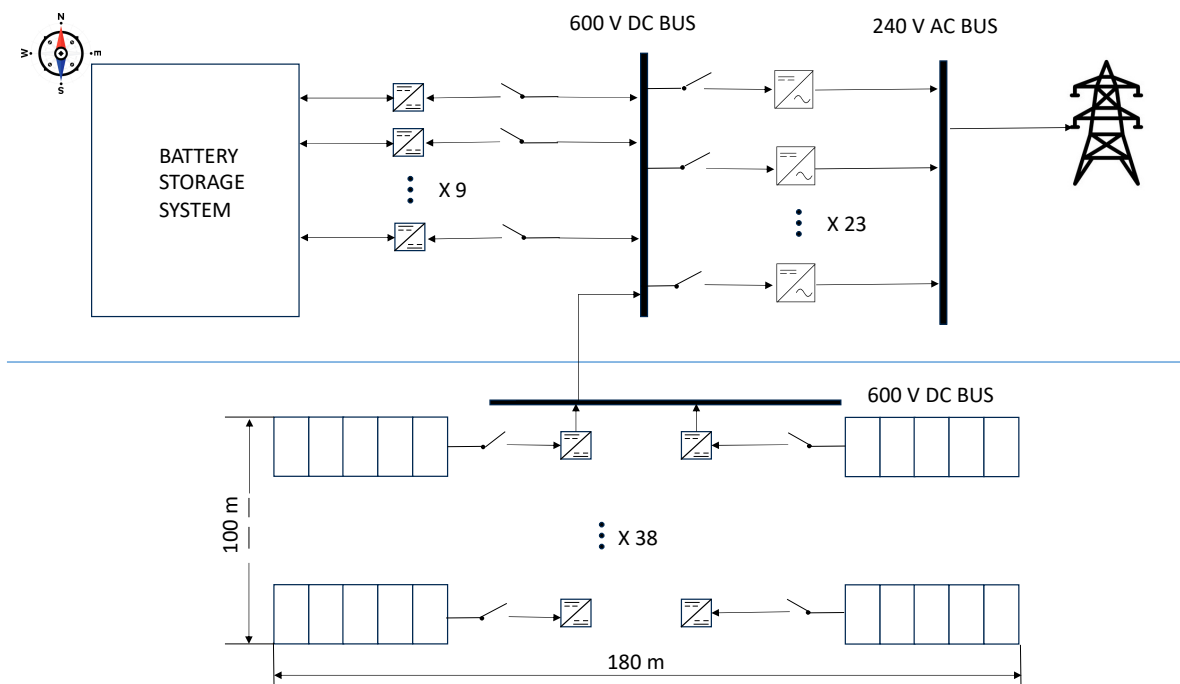 600 V DC BUS
240 V AC BUS
N
W
m
S
BATTERY
STORAGE
SYSTEM
X 9
X 23
600 V DC BUS
100 m
X 38
180 m